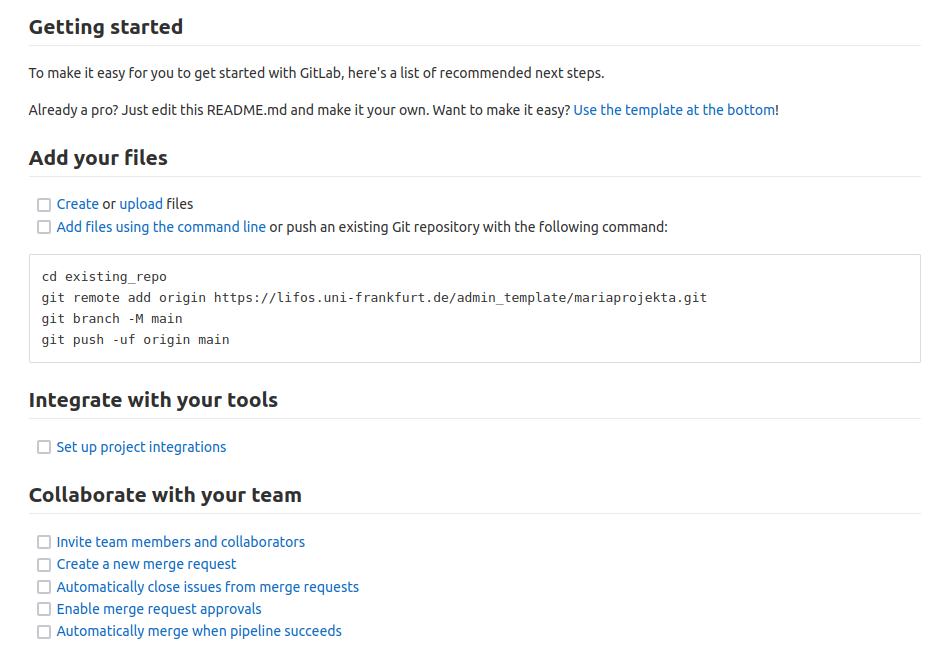 Getting started
To make it easy for you to get started with GitLab, here's a list of recommended next steps.
Already a pro? Just edit this README.md and make it your own. Want to make it easy? Use the template at the bottom!
Add your files
Create or upload files
Add files using the command line or push an existing Git repository with the following command:
cd existing_repo
git remote add origin https://lifos.uni-frankfurt.de/admin_template/mariaprojekta.git
git branch -M main
git push -uf origin main
Integrate with your tools
Set up project integrations
Collaborate with your team
Invite team members and collaborators
Create a new merge request
Automatically close issues from merge requests
Enable merge request approvals
Automatically merge when pipeline succeeds